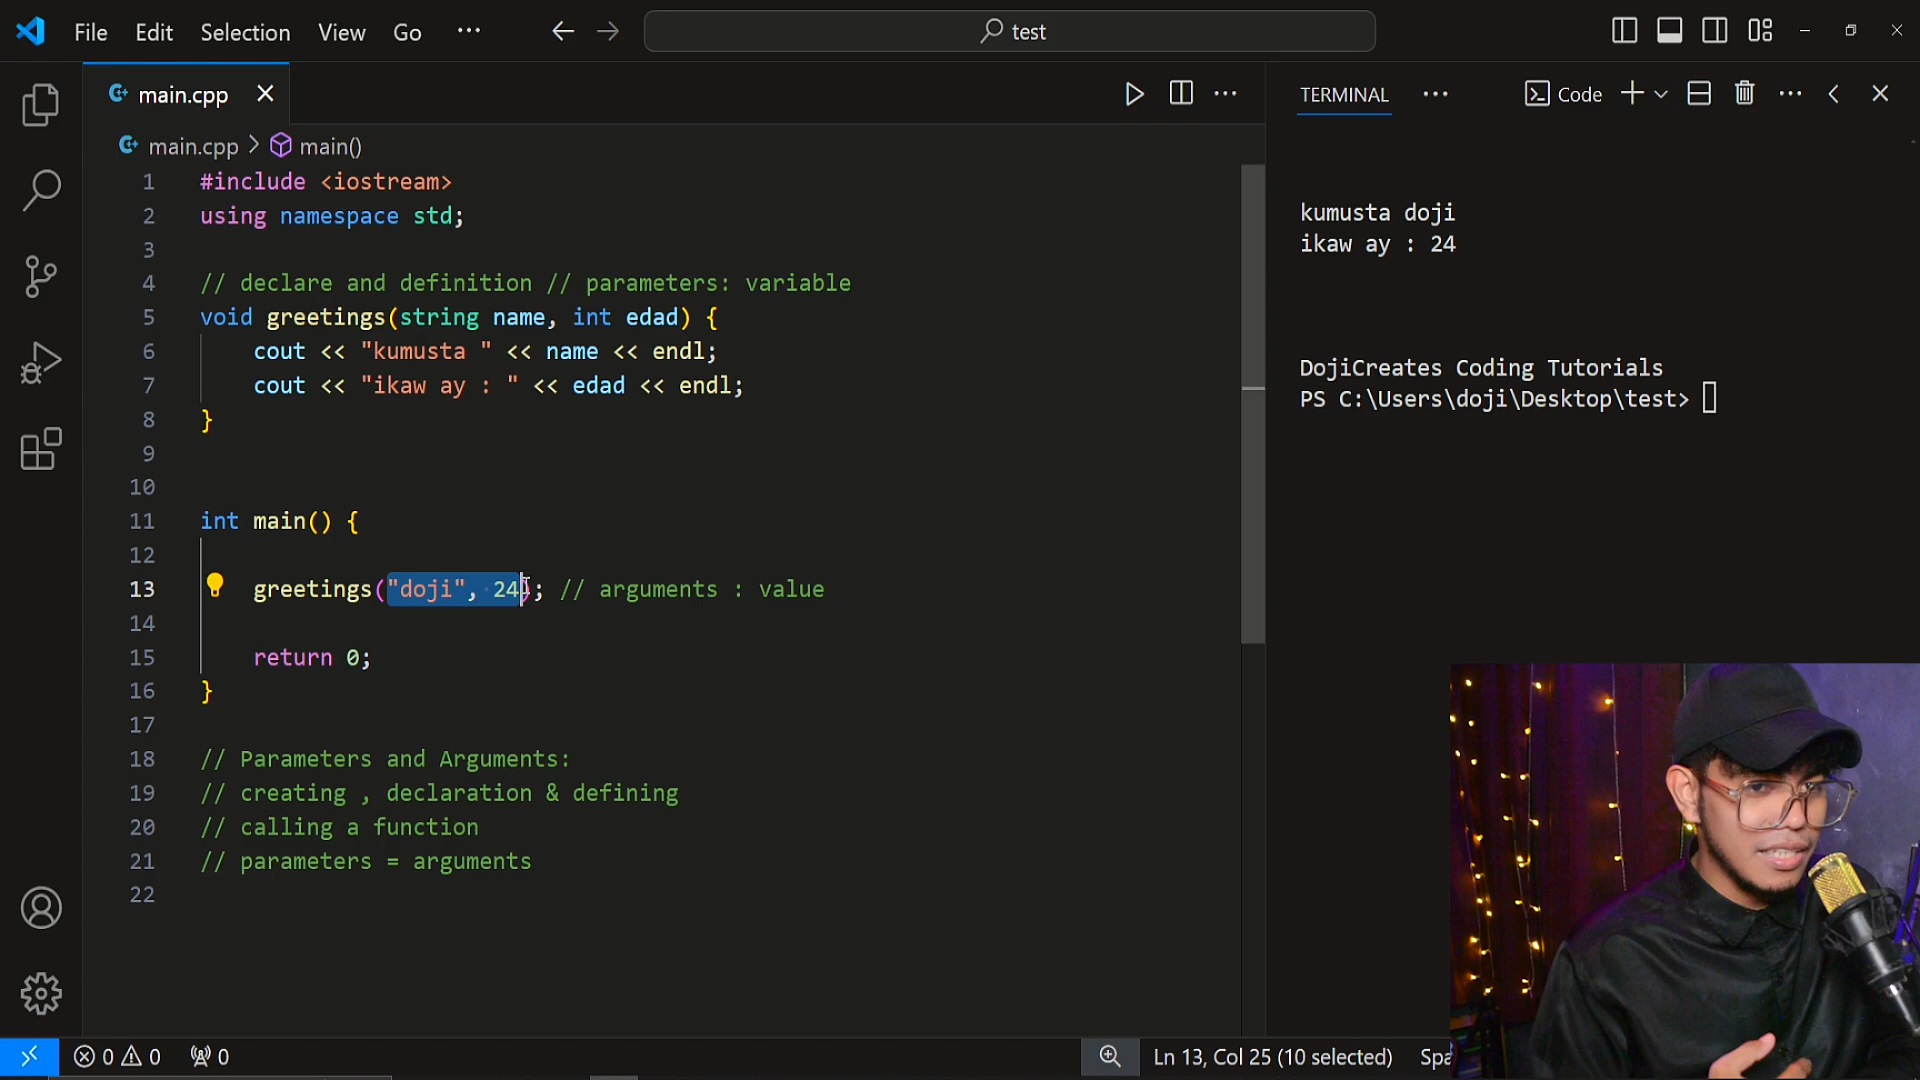 File Edit Selection View Go ··· test
main.cpp
main.cpp > main()
1 #include <iostream>
2 using namespace std;
3
4 // declare and definition // parameters: variable
5 void greetings(string name, int edad) {
6 cout << "kumusta " << name << endl;
7 cout << "ikaw ay : " << edad << endl;
8 }
9
10
11 int main() {
12
13 greetings("doji", 24); // arguments : value
14
15 return 0;
16 }
17
18 // Parameters and Arguments:
19 // creating , declaration & defining
20 // calling a function
21 // parameters = arguments
22
TERMINAL ··· Code
kumusta doji
ikaw ay : 24
DojiCreates Coding Tutorials
PS C:\Users\doji\Desktop\test>
0 0 0 Ln 13, Col 25 (10 selected) Spa